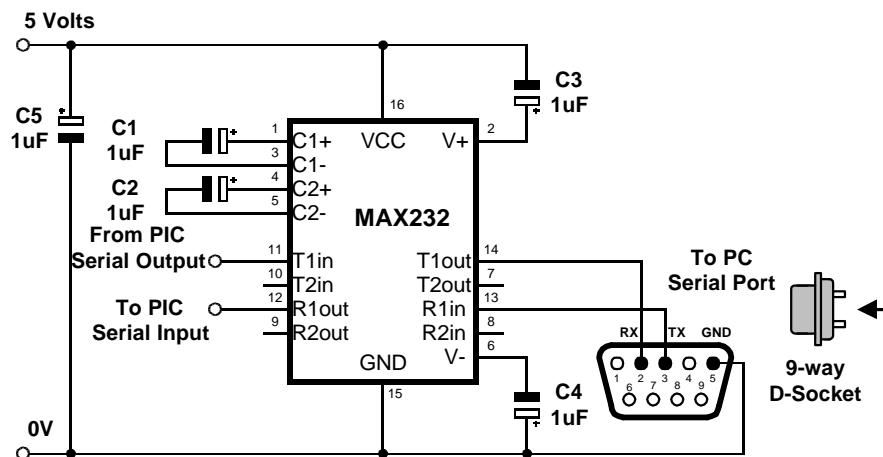 5 Volts
C5
1uF
C1
1uF
C2
1uF
C3
1uF
16
VCC
1
C1+
3
C1-
4
C2+
5
C2-
V+
2
MAX232
From PIC
Serial Output
11
T1in
10
T2in
To PIC
Serial Input
12
R1out
9
R2out
T1out
14
T2out
7
R1in
13
R2in
8
V-
6
GND
15
C4
1uF
To PC
Serial Port
RX TX GND
1 2 3 4 5
6 7 8 9
9-way
D-Socket
0V
+
+
+
+
+